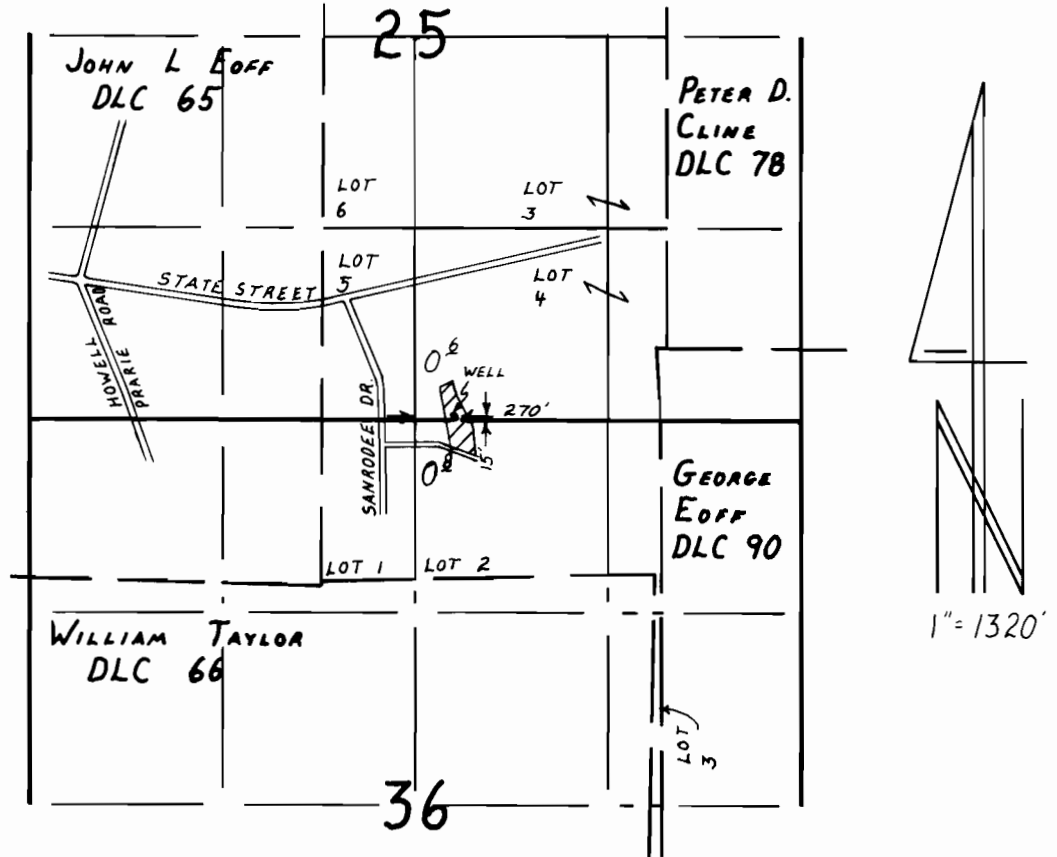 25
JOHN L EOFF
DLC 65
PETER D.
CLINE
DLC 78
LOT
6
LOT
3
LOT
5
LOT
4
STATE STREET
HOWELL
PRARIE ROAD
SANRODEE DR.
6
WELL
270'
15'
8
GEORGE
EOFF
DLC 90
LOT 1
LOT 2
WILLIAM TAYLOR
DLC 66
LOT
3
36
N
1"=1320'